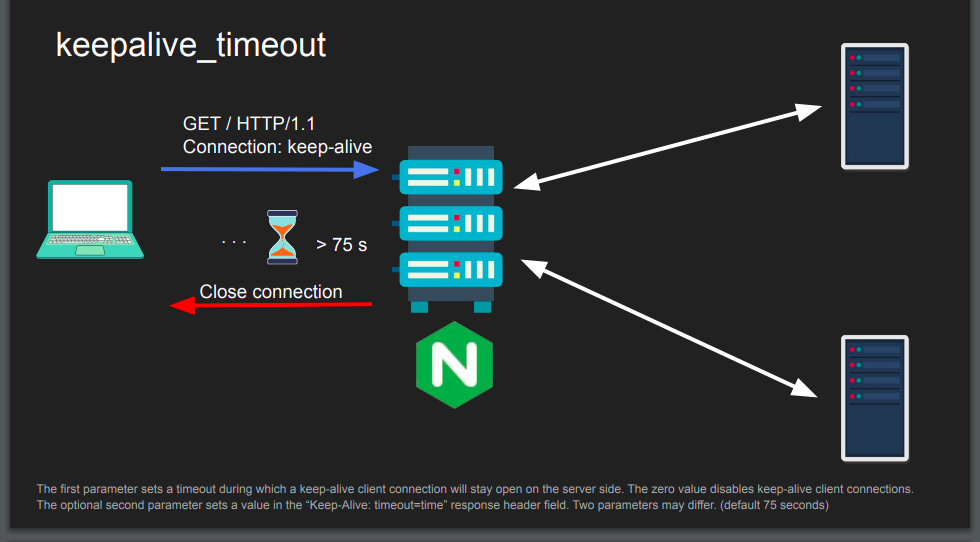 keepalive_timeout
GET / HTTP/1.1
Connection: keep-alive
. . .
> 75 s
Close connection
N
The first parameter sets a timeout during which a keep-alive client connection will stay open on the server side. The zero value disables keep-alive client connections.
The optional second parameter sets a value in the “Keep-Alive: timeout=time” response header field. Two parameters may differ. (default 75 seconds)